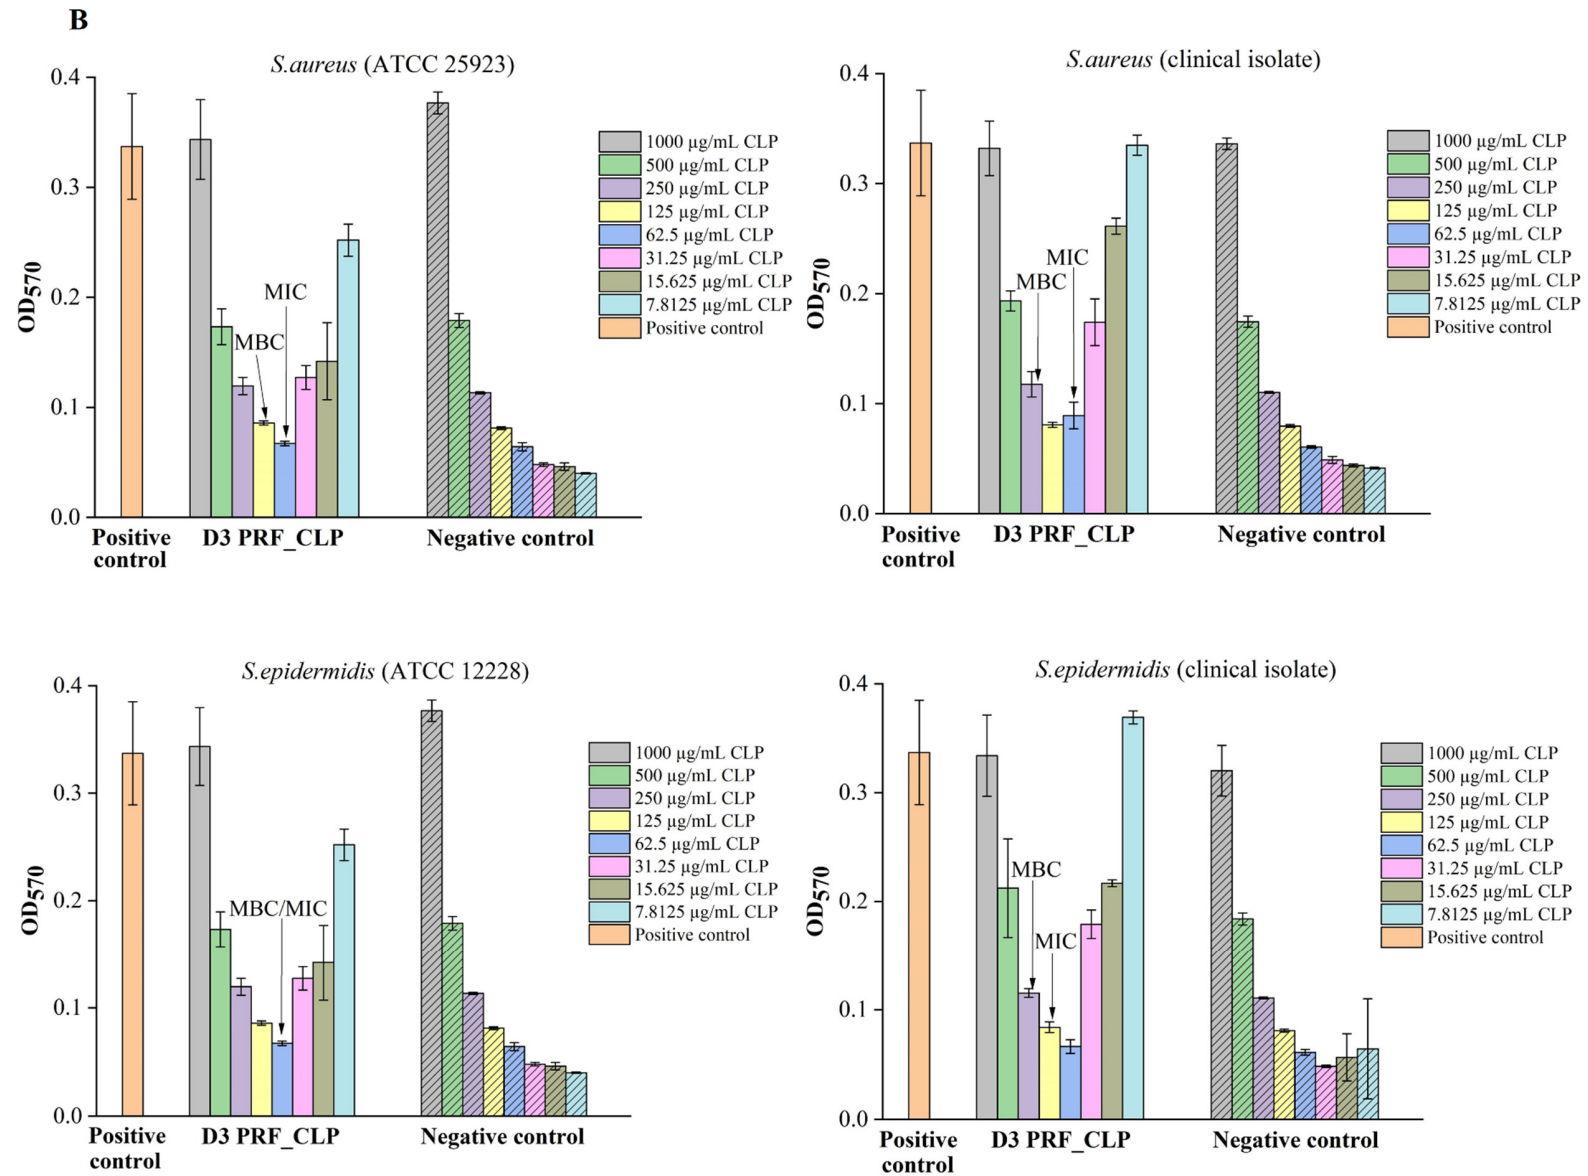 B
S.aureus (ATCC 25923)
0.4
0.3
0.2
0.1
0.0
OD570
MBC
MIC
1000 µg/mL CLP
500 µg/mL CLP
250 µg/mL CLP
125 µg/mL CLP
62.5 µg/mL CLP
31.25 µg/mL CLP
15.625 µg/mL CLP
7.8125 µg/mL CLP
Positive control
Positive
control
D3 PRF_CLP
Negative control
S.aureus (clinical isolate)
0.4
0.3
0.2
0.1
0.0
OD570
MBC
MIC
1000 µg/mL CLP
500 µg/mL CLP
250 µg/mL CLP
125 µg/mL CLP
62.5 µg/mL CLP
31.25 µg/mL CLP
15.625 µg/mL CLP
7.8125 µg/mL CLP
Positive control
Positive
control
D3 PRF_CLP
Negative control
S.epidermidis (ATCC 12228)
0.4
0.3
0.2
0.1
0.0
OD570
MBC/MIC
1000 µg/mL CLP
500 µg/mL CLP
250 µg/mL CLP
125 µg/mL CLP
62.5 µg/mL CLP
31.25 µg/mL CLP
15.625 µg/mL CLP
7.8125 µg/mL CLP
Positive control
Positive
control
D3 PRF_CLP
Negative control
S.epidermidis (clinical isolate)
0.4
0.3
0.2
0.1
0.0
OD570
MBC
MIC
1000 µg/mL CLP
500 µg/mL CLP
250 µg/mL CLP
125 µg/mL CLP
62.5 µg/mL CLP
31.25 µg/mL CLP
15.625 µg/mL CLP
7.8125 µg/mL CLP
Positive control
Positive
control
D3 PRF_CLP
Negative control